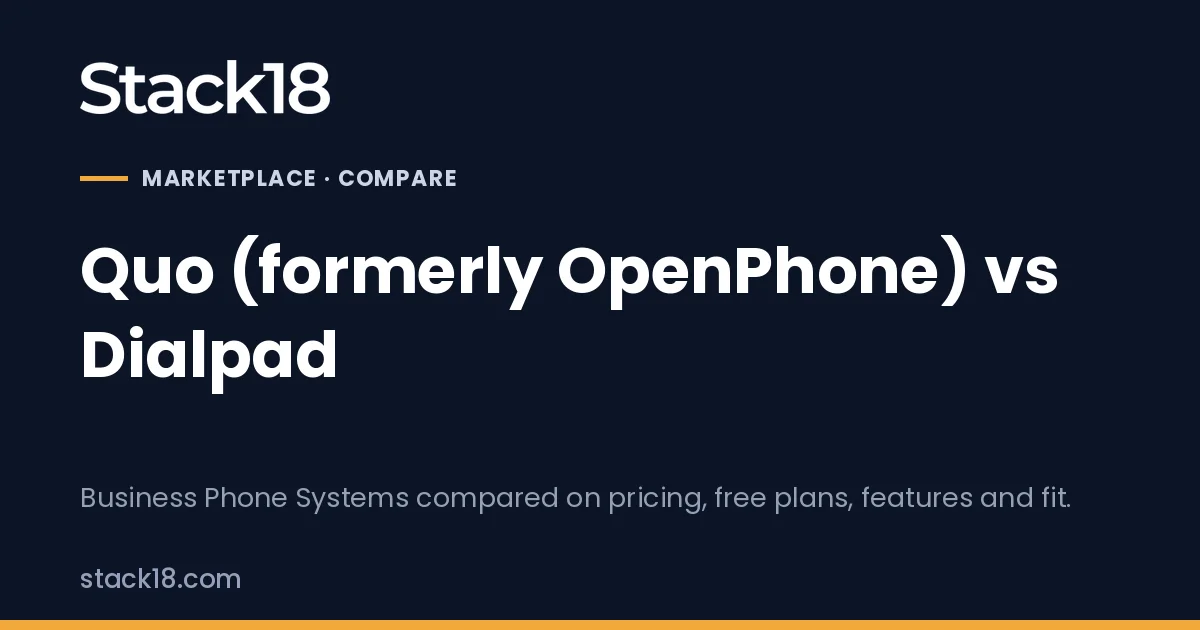 Stack18
MARKETPLACE · COMPARE
Quo (formerly OpenPhone) vs
Dialpad
Business Phone Systems compared on pricing, free plans, features and fit.
stack18.com